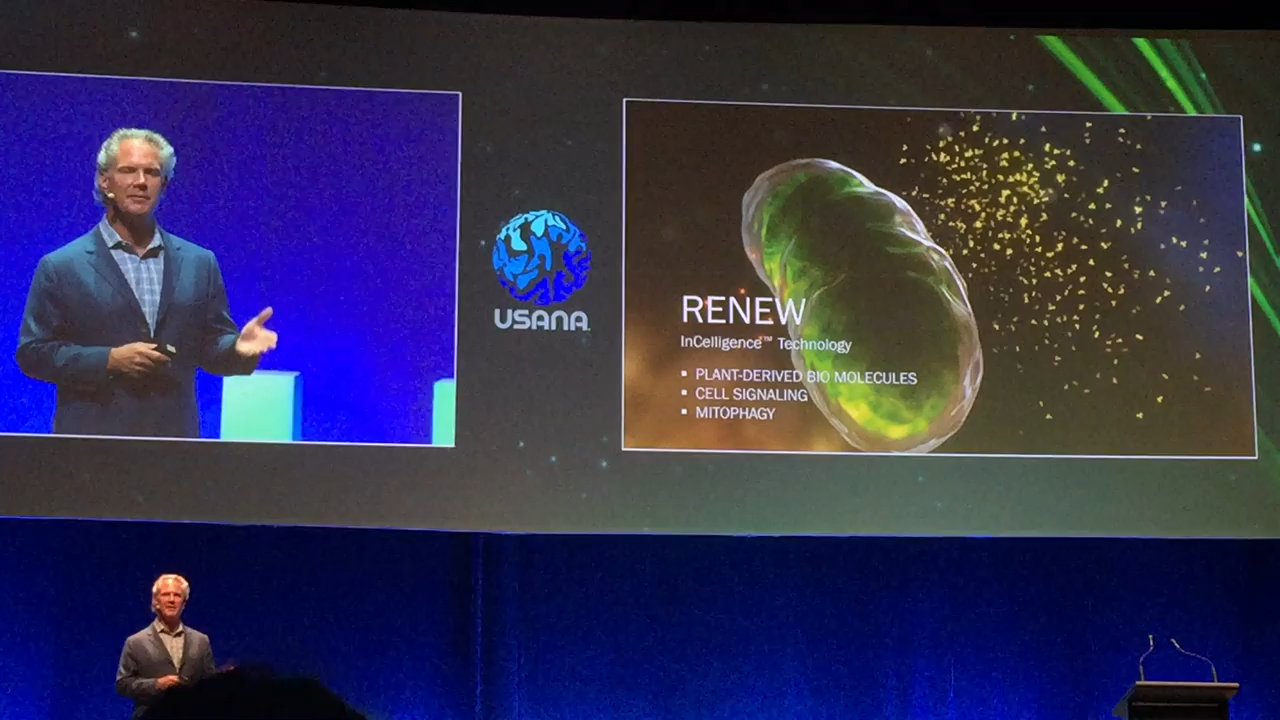 USANA
RENEW
InCelligence™ Technology
▪ PLANT-DERIVED BIO MOLECULES
▪ CELL SIGNALING
▪ MITOPHAGY